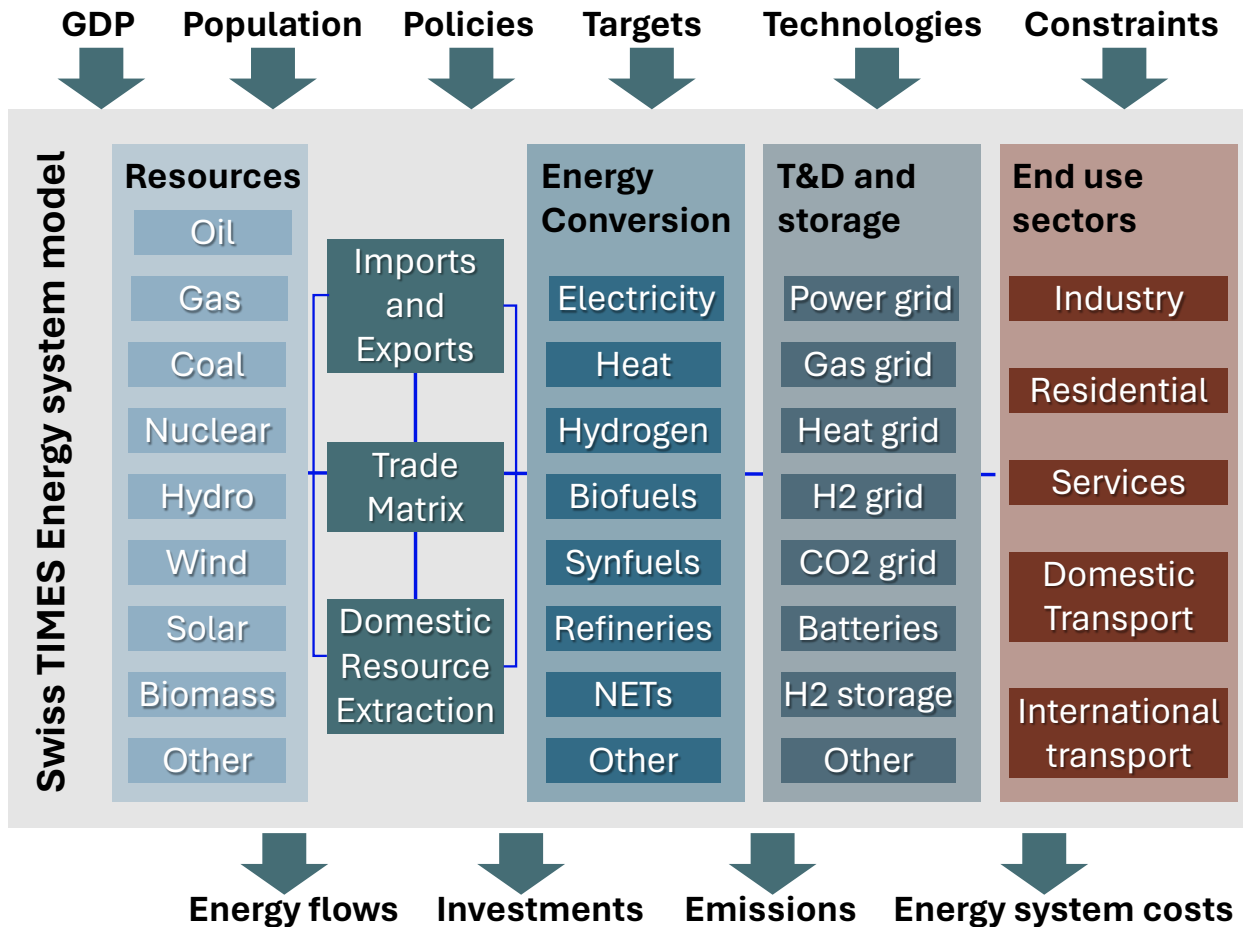 GDP
Population
Policies
Targets
Technologies
Constraints
Swiss TIMES Energy system model
Resources
Oil
Gas
Coal
Nuclear
Hydro
Wind
Solar
Biomass
Other
Imports
and
Exports
Trade
Matrix
Domestic
Resource
Extraction
Energy
Conversion
Electricity
Heat
Hydrogen
Biofuels
Synfuels
Refineries
NETs
Other
T&D and
storage
Power grid
Gas grid
Heat grid
H2 grid
CO2 grid
Batteries
H2 storage
Other
End use
sectors
Industry
Residential
Services
Domestic
Transport
International
transport
Energy flows
Investments
Emissions
Energy system costs